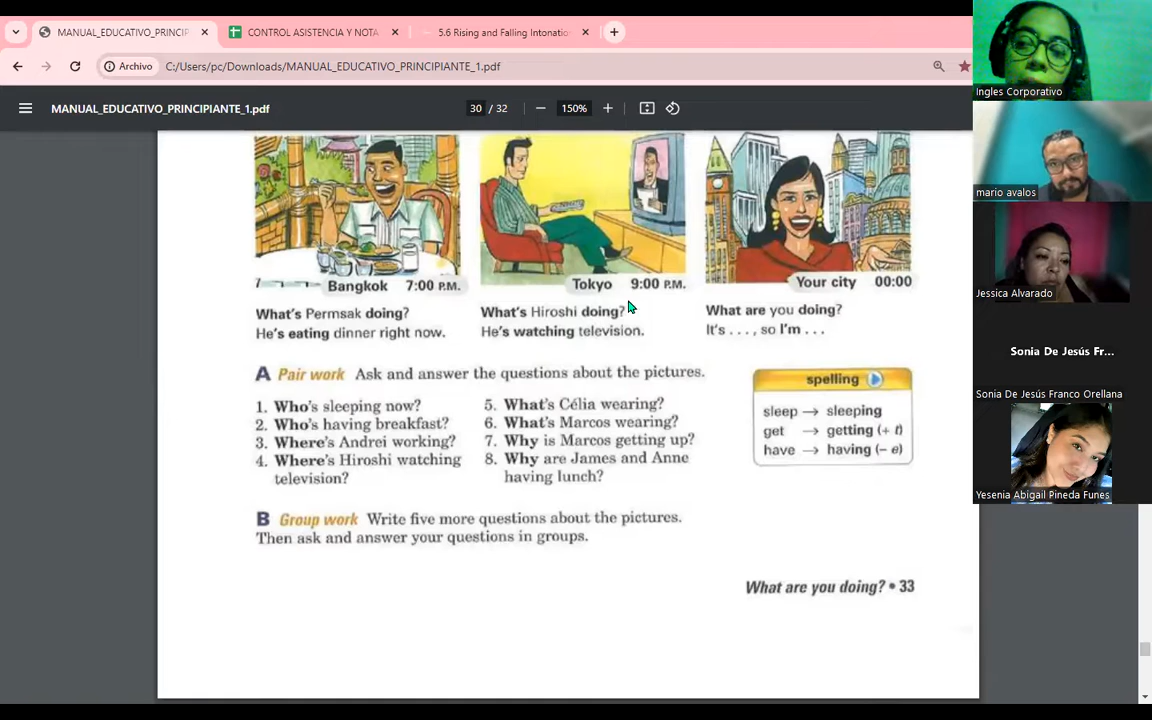 MANUAL_EDUCATIVO_PRINCIP
CONTROL ASISTENCIA Y NOTA
5.6 Rising and Falling Intonatio
Archivo
C:/Users/pc/Downloads/MANUAL_EDUCATIVO_PRINCIPIANTE_1.pdf
MANUAL_EDUCATIVO_PRINCIPIANTE_1.pdf
30 / 32
150%
Bangkok 7:00 P.M.
Tokyo 9:00 P.M.
Your city 00:00
What's Permsak doing?
He's eating dinner right now.
What's Hiroshi doing?
He's watching television.
What are you doing?
It's . . . , so I'm . . .
A Pair work Ask and answer the questions about the pictures.
1. Who's sleeping now?
2. Who's having breakfast?
3. Where's Andrei working?
4. Where's Hiroshi watching
television?
5. What's Célia wearing?
6. What's Marcos wearing?
7. Why is Marcos getting up?
8. Why are James and Anne
having lunch?
spelling
sleep → sleeping
get → getting (+ t)
have → having (– e)
B Group work Write five more questions about the pictures.
Then ask and answer your questions in groups.
What are you doing? • 33
Ingles Corporativo
mario avalos
Jessica Alvarado
Sonia De Jesús Fr...
Sonia De Jesús Franco Orellana
Yesenia Abigail Pineda Funes